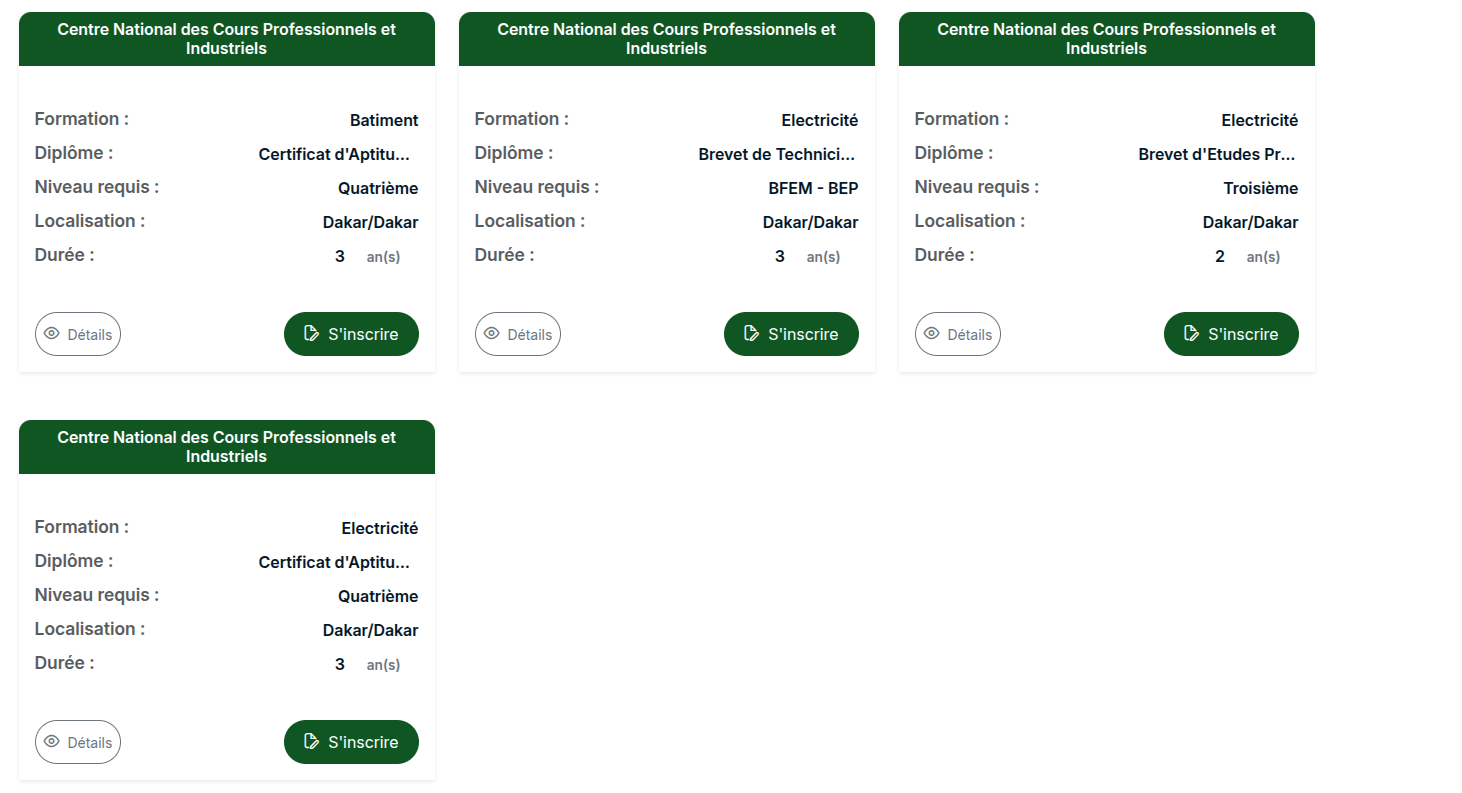 Centre National des Cours Professionnels et
Industriels
Formation : Batiment
Diplôme : Certificat d'Aptitu...
Niveau requis : Quatrième
Localisation : Dakar/Dakar
Durée : 3 an(s)
Détails S'inscrire
Centre National des Cours Professionnels et
Industriels
Formation : Electricité
Diplôme : Brevet de Technici...
Niveau requis : BFEM - BEP
Localisation : Dakar/Dakar
Durée : 3 an(s)
Détails S'inscrire
Centre National des Cours Professionnels et
Industriels
Formation : Electricité
Diplôme : Brevet d'Etudes Pr...
Niveau requis : Troisième
Localisation : Dakar/Dakar
Durée : 2 an(s)
Détails S'inscrire
Centre National des Cours Professionnels et
Industriels
Formation : Electricité
Diplôme : Certificat d'Aptitu...
Niveau requis : Quatrième
Localisation : Dakar/Dakar
Durée : 3 an(s)
Détails S'inscrire